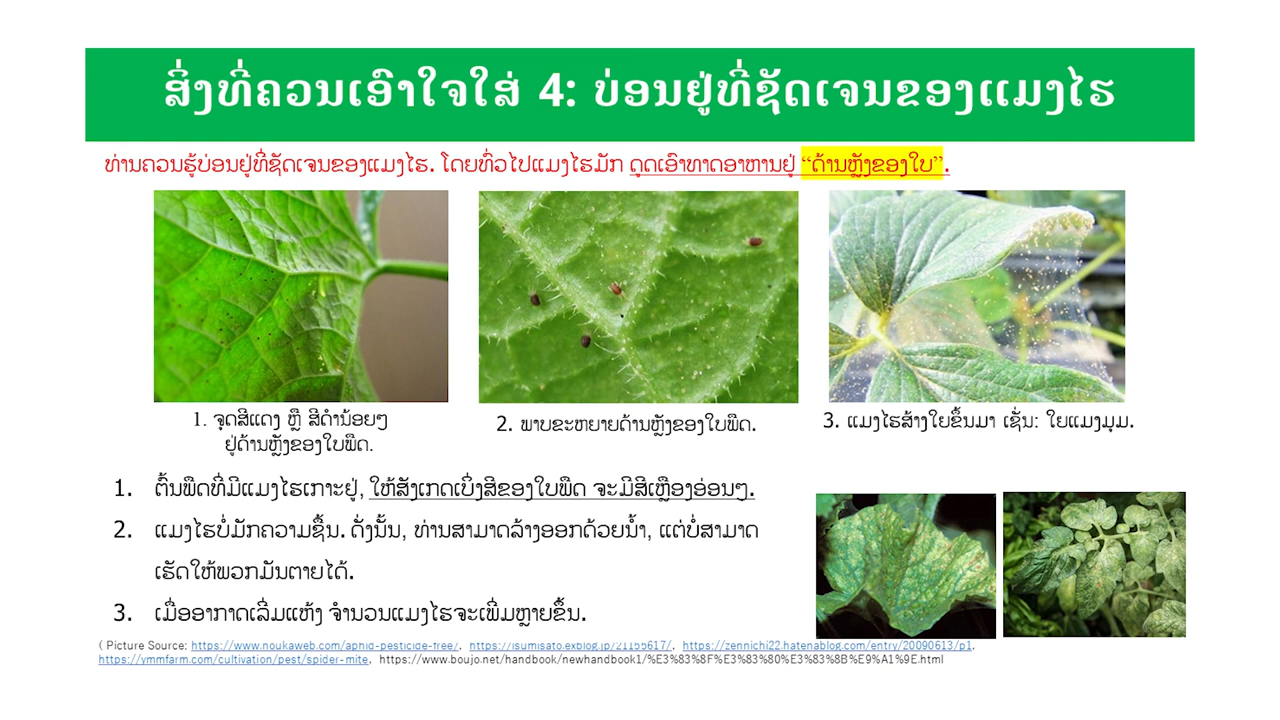 ສິ່ງທີ່ຄວນເອົາໃຈໃສ່ 4: ບ່ອນຢູ່ທີ່ຊັດເຈນຂອງແມງໄຮ
ທ່ານຄວນຮູ້ບ່ອນຢູ່ທີ່ຊັດເຈນຂອງແມງໄຮ. ໂດຍທົ່ວໄປແມງໄຮມັກ ດູດເອົາທາດອາຫານຢູ່ “ດ້ານຫຼັງຂອງໃບ”.
1. ຈຸດສີແດງ ຫຼື ສີດຳນ້ອຍໆ
ຢູ່ດ້ານຫຼັງຂອງໃບພືດ.
2. ພາບຂະຫຍາຍດ້ານຫຼັງຂອງໃບພືດ.
3. ແມງໄຮສ້າງໃຍຂຶ້ນມາ ເຊັ່ນ: ໃຍແມງມຸມ.
1. ຕົ້ນພືດທີ່ມີແມງໄຮເກາະຢູ່, ໃຫ້ສັງເກດເບິ່ງສີຂອງໃບພືດ ຈະມີສີເຫຼືອງອ່ອນໆ.
2. ແມງໄຮບໍ່ມັກຄວາມຊື້ນ. ດັ່ງນັ້ນ, ທ່ານສາມາດລ້າງອອກດ້ວຍນ້ຳ, ແຕ່ບໍ່ສາມາດ
ເຮັດໃຫ້ພວກມັນຕາຍໄດ້.
3. ເມື່ອອາກາດເລີ່ມແຫ້ງ ຈຳນວນແມງໄຮຈະເພີ່ມຫຼາຍຂຶ້ນ.
( Picture Source: https://www.noukaweb.com/aphid-pesticide-free/, https://isumisato.exblog.jp/21155617/, https://zennichi22.hatenablog.com/entry/20090613/p1,
https://ymmfarm.com/cultivation/pest/spider-mite, https://www.boujo.net/handbook/newhandbook1/%E3%83%8F%E3%83%80%E3%83%8B%E9%A1%9E.html